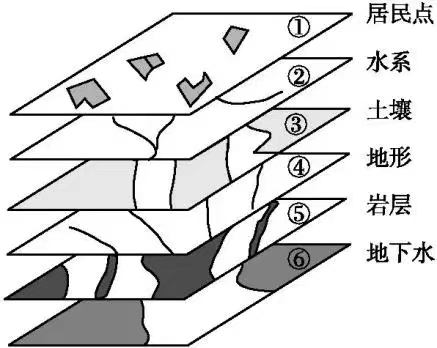 ① 居民点
② 水系
③ 土壤
④ 地形
⑤ 岩层
⑥ 地下水